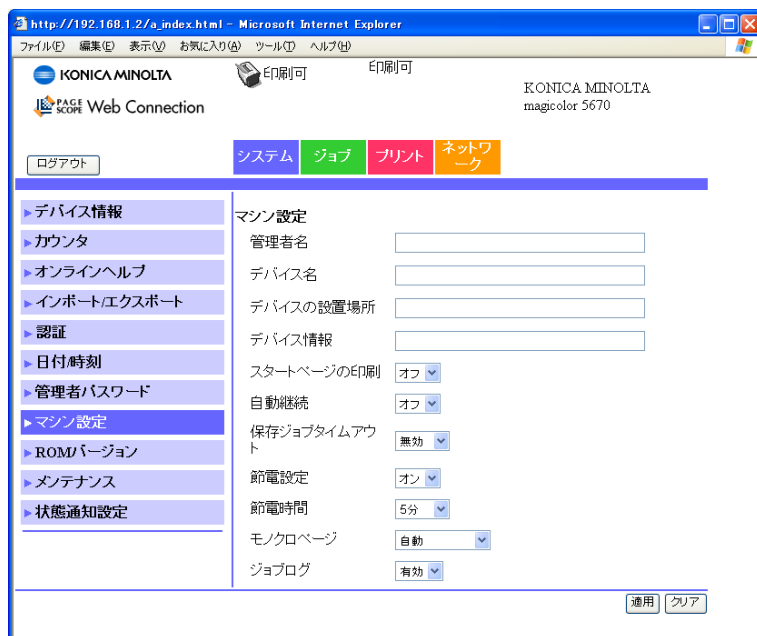 http://192.168.1.2/a_index.html - Microsoft Internet Explorer
ファイル(F) 編集(E) 表示(V) お気に入り(A) ツール(T) ヘルプ(H)
KONICA MINOLTA
印刷可
印刷可
KONICA MINOLTA
magicolor 5670
PAGE SCOPE Web Connection
ログアウト
システム
ジョブ
プリント
ネットワ
ーク
デバイス情報
カウンタ
オンラインヘルプ
インポート/エクスポート
認証
日付/時刻
管理者パスワード
マシン設定
ROMバージョン
メンテナンス
状態通知設定
マシン設定
管理者名
デバイス名
デバイスの設置場所
デバイス情報
スタートページの印刷 オフ
自動継続 オフ
保存ジョブタイムアウ
ト 無効
節電設定 オン
節電時間 5分
モノクロページ 自動
ジョブログ 有効
適用 クリア